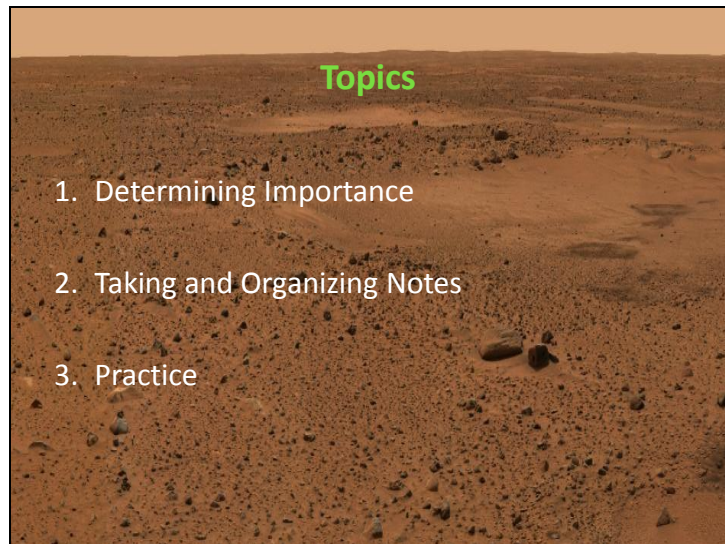 Topics
1. Determining Importance
2. Taking and Organizing Notes
3. Practice